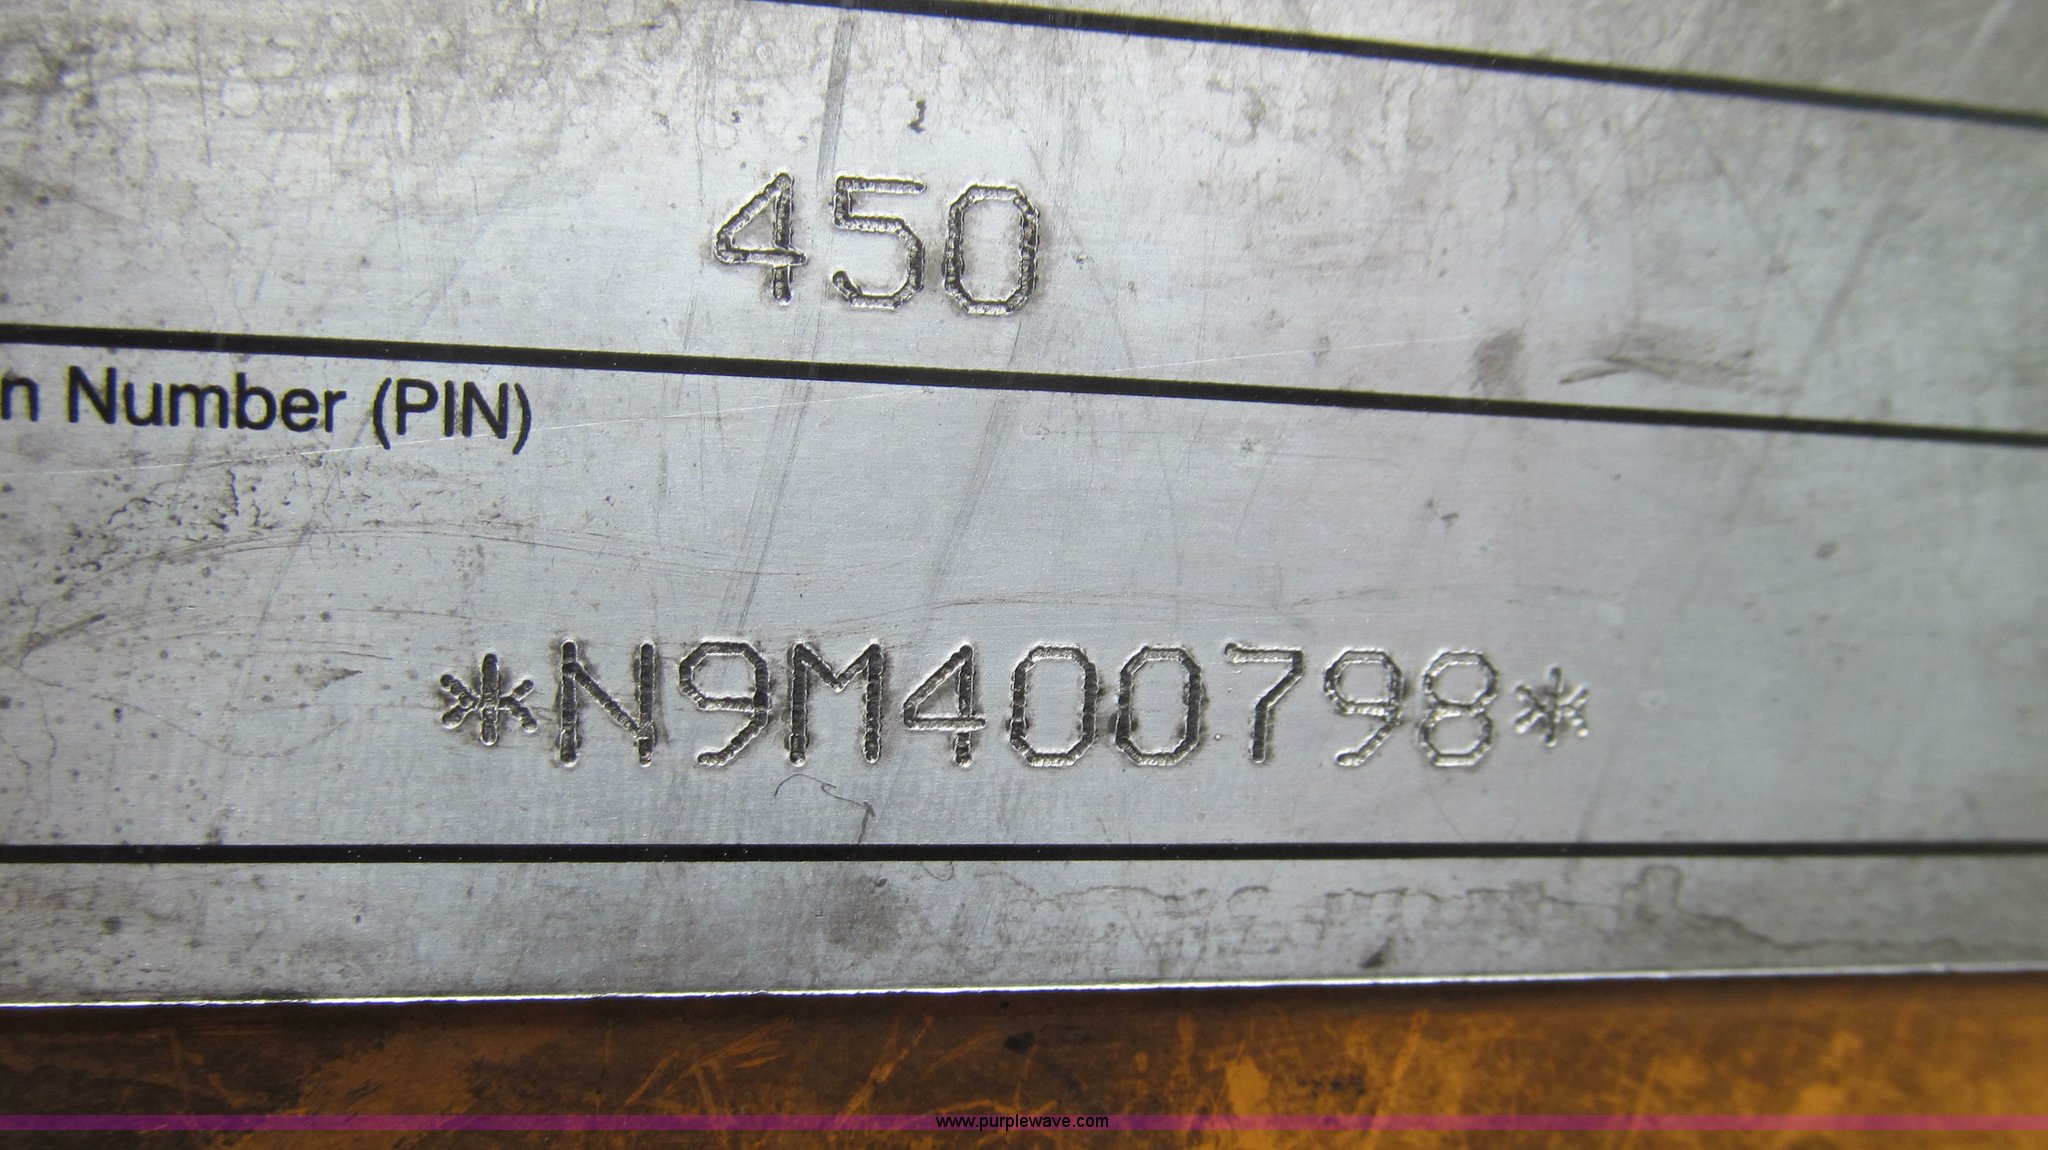 450
n Number (PIN)
*N9M400798*
www.purplewave.com